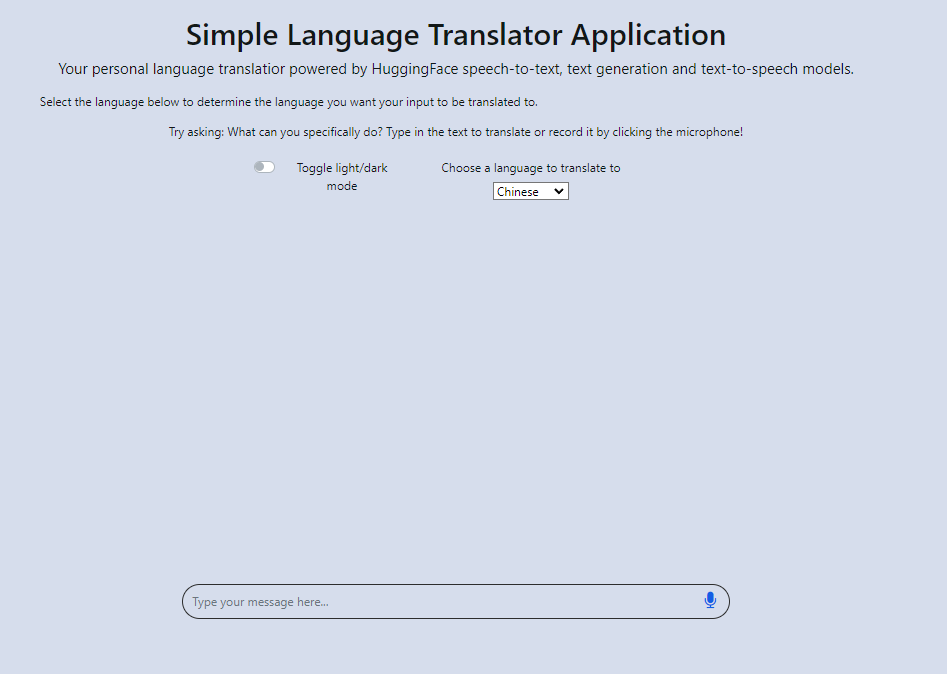 Simple Language Translator Application
Your personal language translatior powered by HuggingFace speech-to-text, text generation and text-to-speech models.
Select the language below to determine the language you want your input to be translated to.
Try asking: What can you specifically do? Type in the text to translate or record it by clicking the microphone!
Toggle light/dark
mode
Choose a language to translate to
Chinese
Type your message here...